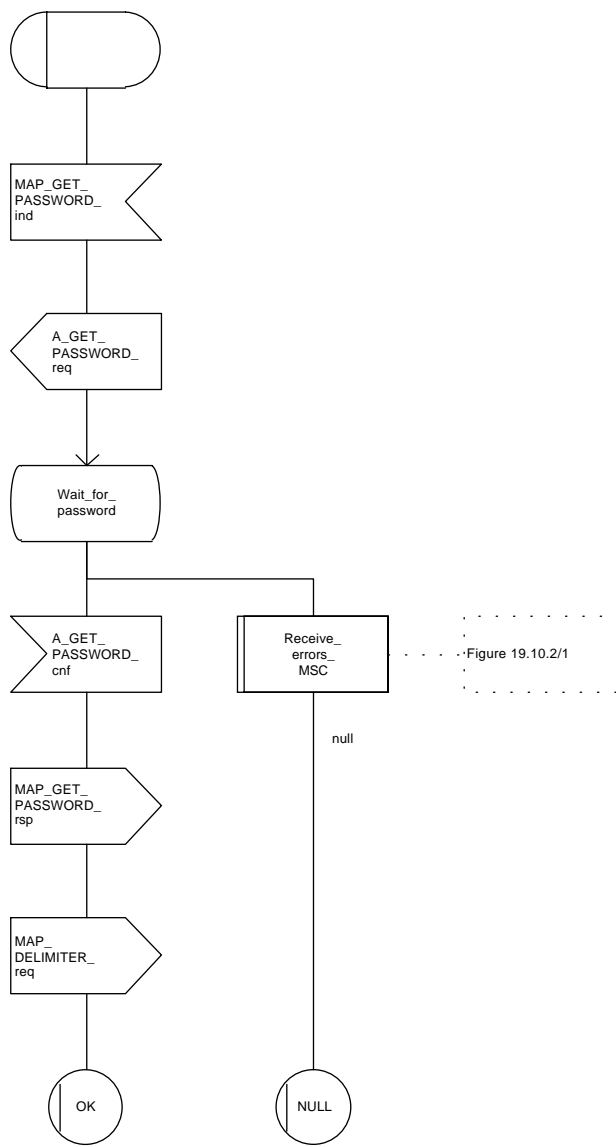 MAP_GET_
PASSWORD_
ind
A_GET_
PASSWORD_
req
Wait_for_
password
A_GET_
PASSWORD_
cnf
Receive_
errors_
MSC
Figure 19.10.2/1
null
MAP_GET_
PASSWORD_
rsp
MAP_
DELIMITER_
req
OK
NULL